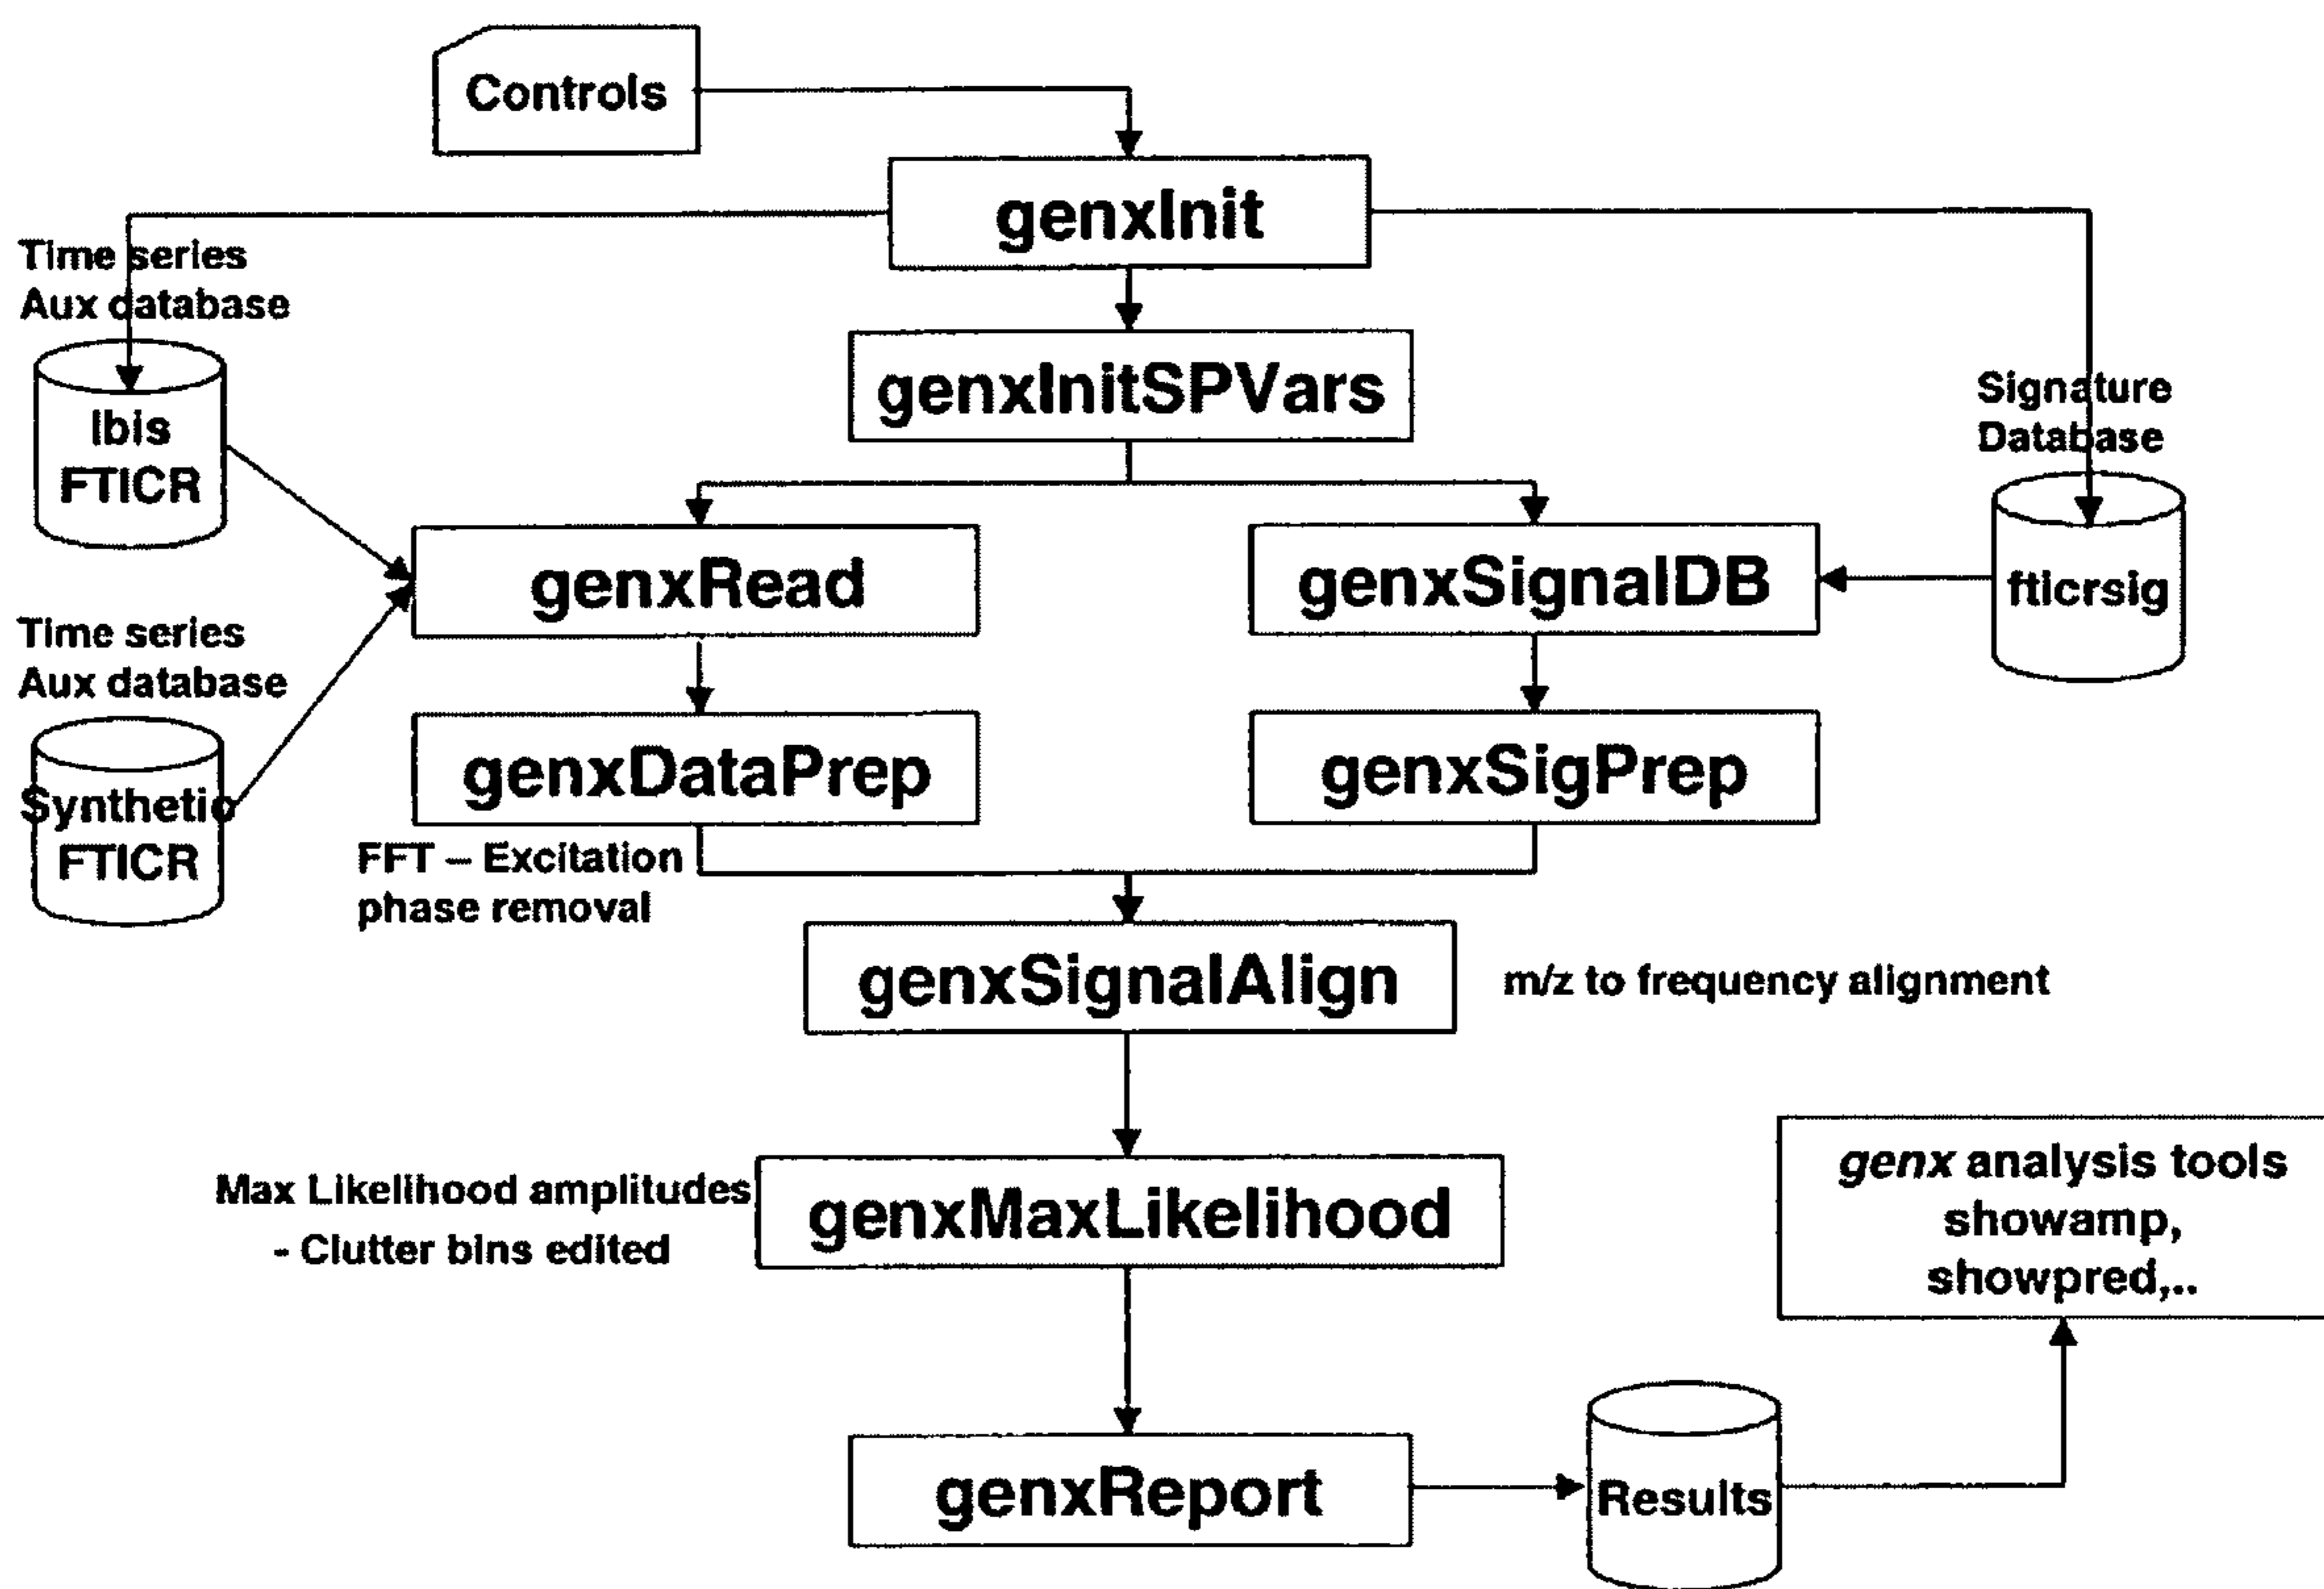 Controls
genxInit
Time series
Aux database
genxInitSPVars
Signature
Database
Ibis
FTICR
genxRead
genxSignalDB
fticrsig
Time series
Aux database
genxDataPrep
genxSigPrep
Synthetic
FTICR
FFT – Excitation
phase removal
genxSignalAlign
m/z to frequency alignment
Max Likelihood amplitudes
- Clutter bins edited
genxMaxLikelihood
genx analysis tools
showamp,
showpred,..
genxReport
Results